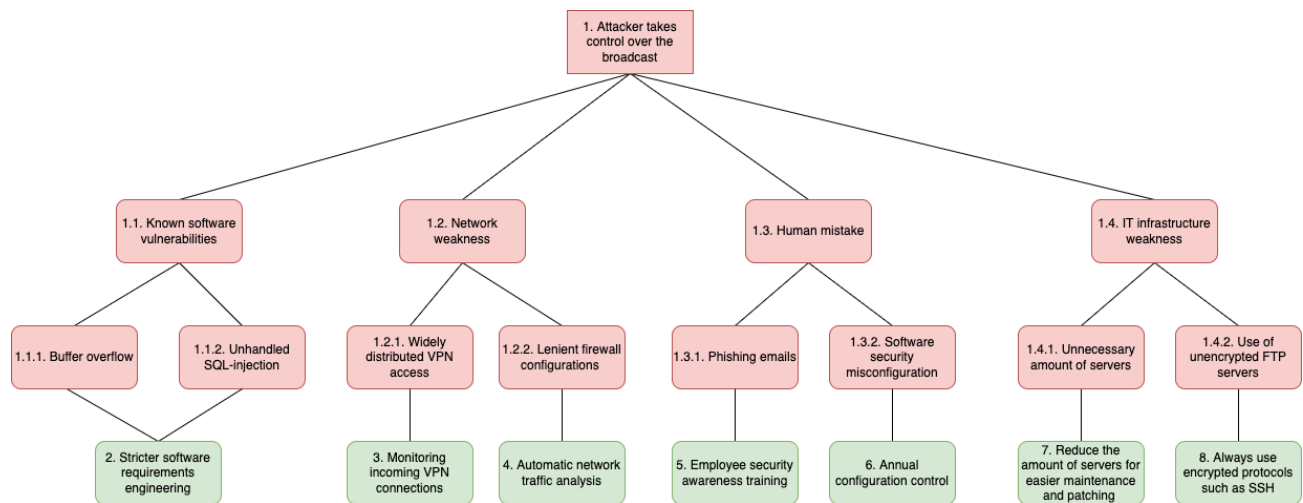 1. Attacker takes
control over the
broadcast
1.1. Known software
vulnerabilities
1.2. Network
weakness
1.3. Human mistake
1.4. IT infrastructure
weakness
1.1.1. Buffer overflow
1.1.2. Unhandled
SQL-injection
1.2.1. Widely
distributed VPN
access
1.2.2. Lenient firewall
configurations
1.3.1. Phishing emails
1.3.2. Software
security
misconfiguration
1.4.1. Unnecessary
amount of servers
1.4.2. Use of
unencrypted FTP
servers
2. Stricter software
requirements
engineering
3. Monitoring
incoming VPN
connections
4. Automatic network
traffic analysis
5. Employee security
awareness training
6. Annual
configuration control
7. Reduce the
amount of servers for
easier maintenance
and patching
8. Always use
encrypted protocols
such as SSH